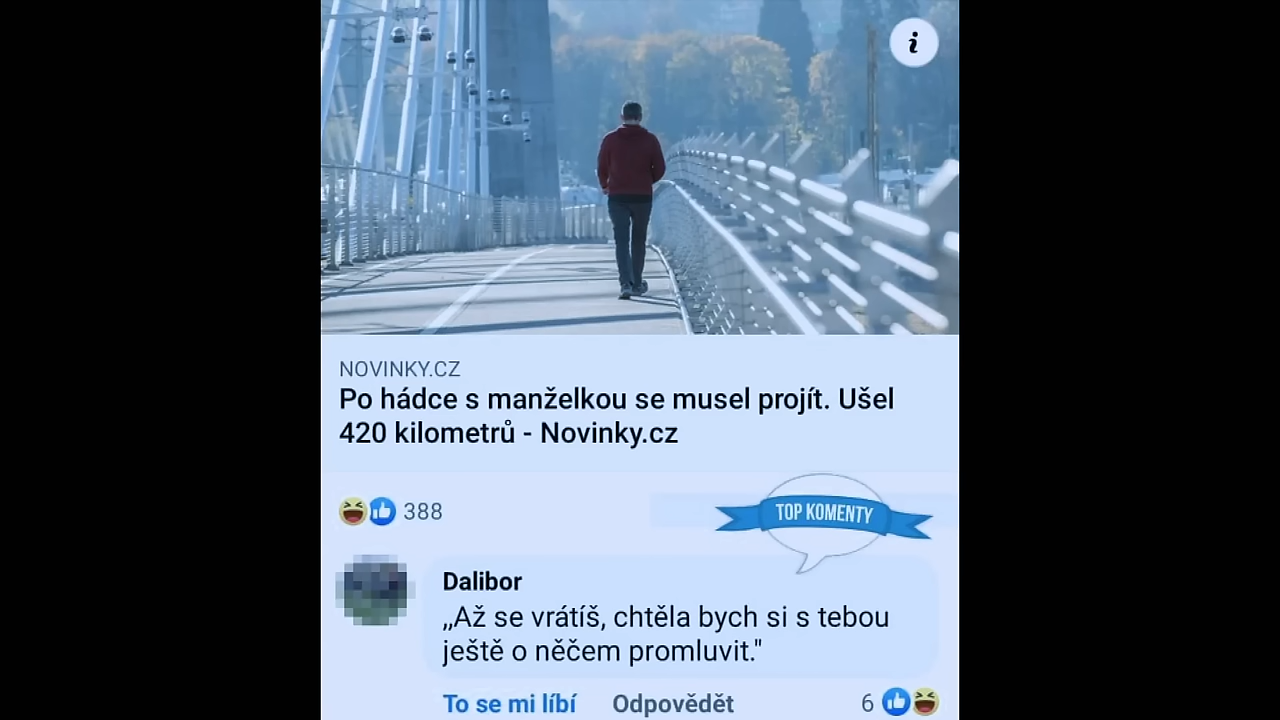 i
NOVINKY.CZ
Po hádce s manželkou se musel projít. Ušel
420 kilometrů - Novinky.cz
388
TOP KOMENTY
Dalibor
„Až se vrátíš, chtěla bych si s tebou
ještě o něčem promluvit."
To se mi líbí Odpovědět 6